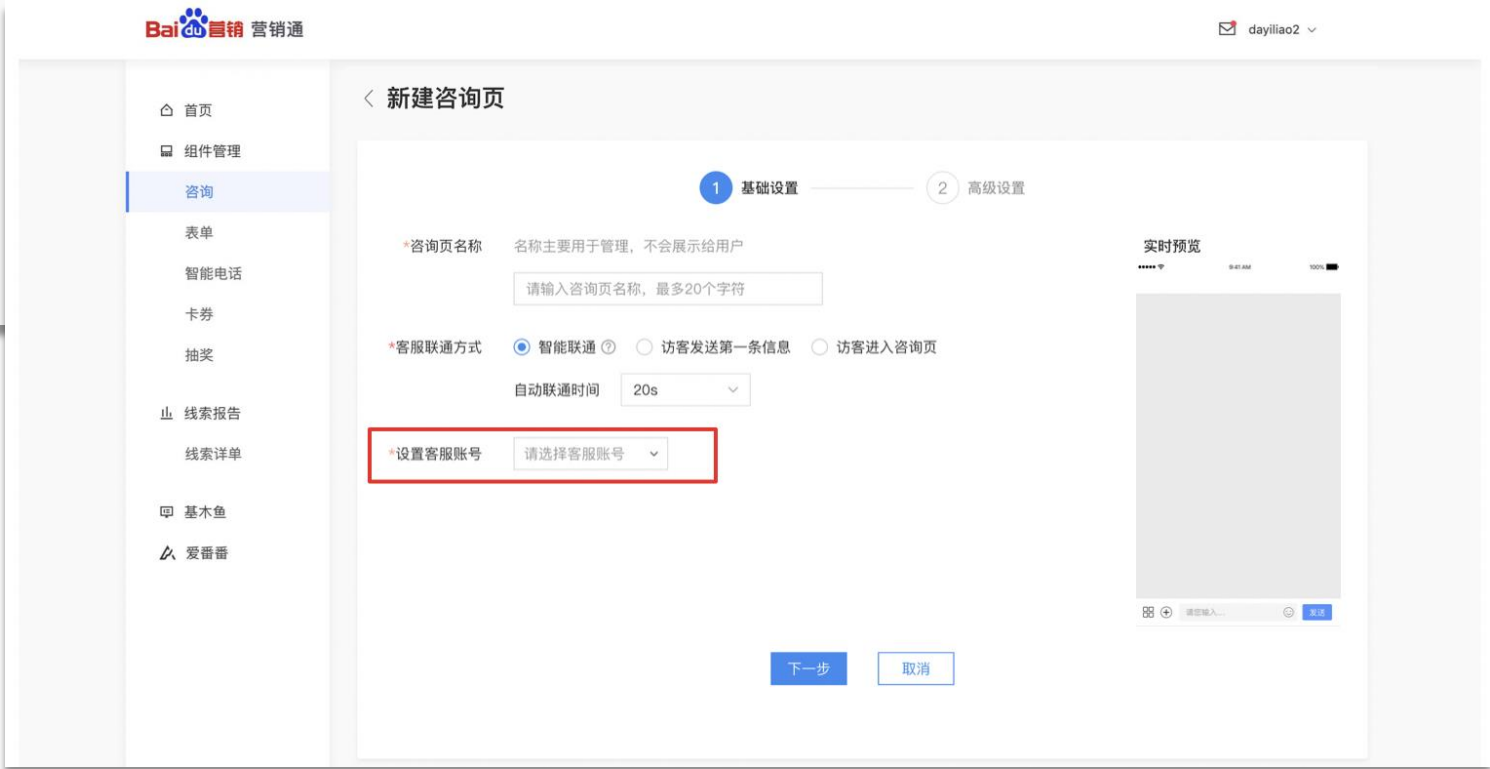 Bai du 营销 营销通
dayiliao2
首页
组件管理
咨询
表单
智能电话
卡券
抽奖
线索报告
线索详单
基木鱼
爱番番
新建咨询页
1 基础设置 2 高级设置
*咨询页名称 名称主要用于管理，不会展示给用户
请输入咨询页名称，最多20个字符
*客服联通方式 智能联通 ? 访客发送第一条信息 访客进入咨询页
自动联通时间 20s
*设置客服账号 请选择客服账号
下一步 取消
实时预览
9:41 AM 100%
请您输入... 发送